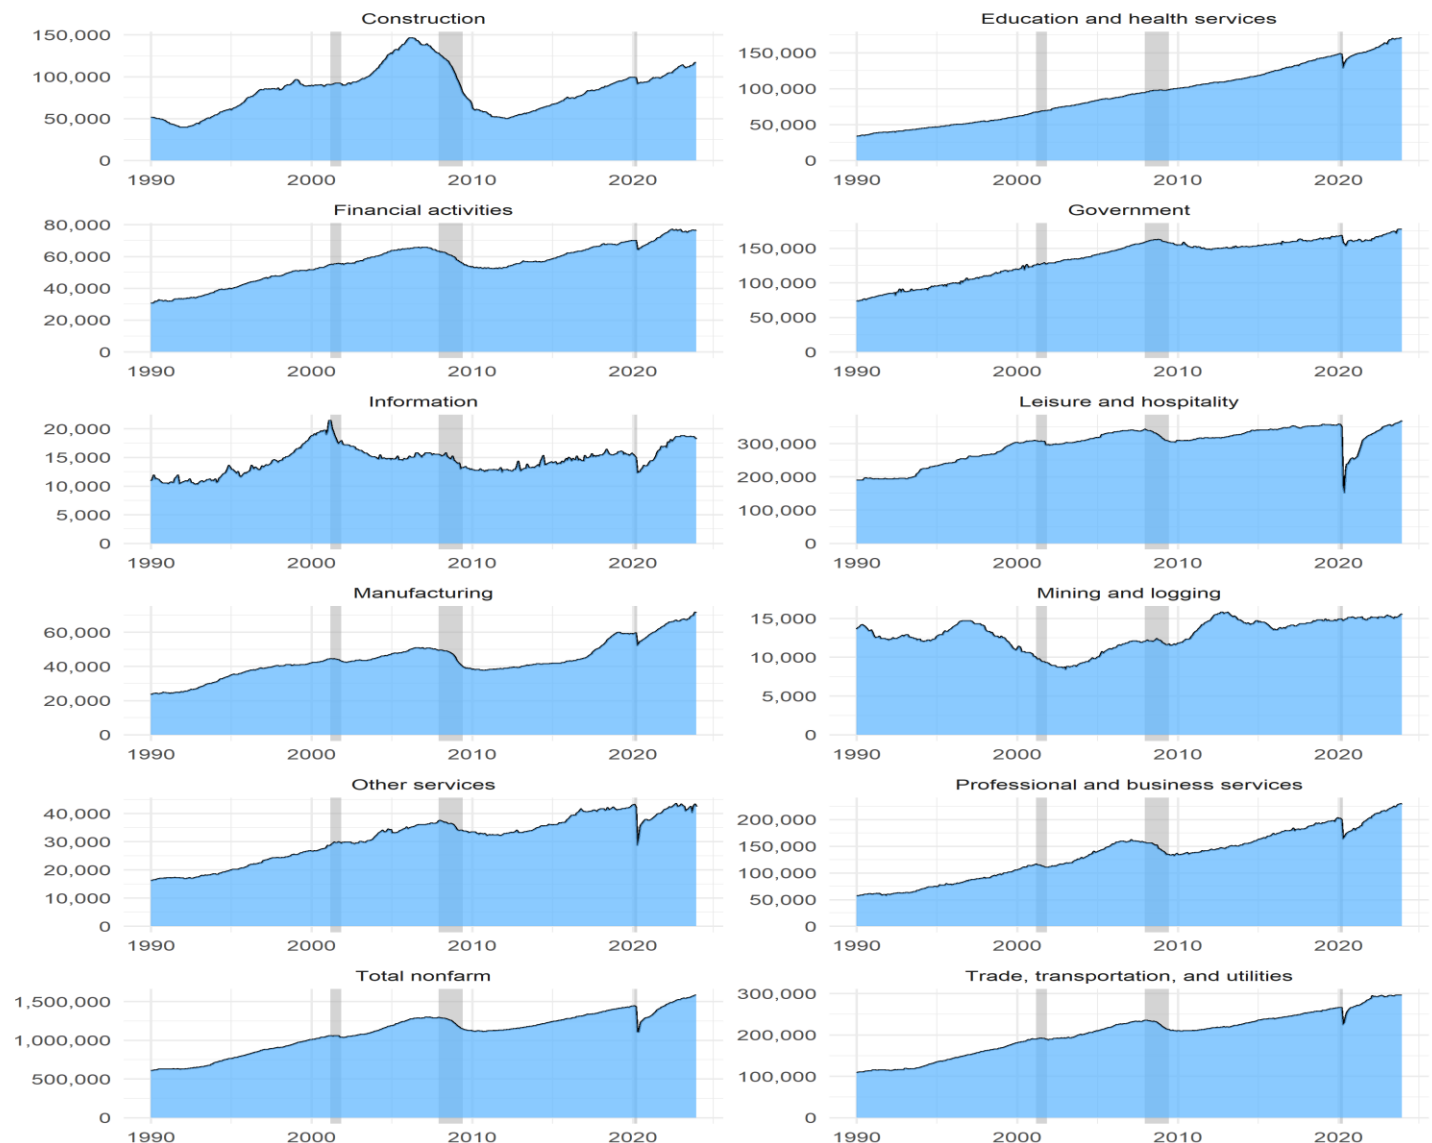 Construction
150,000
100,000
50,000
0
1990 2000 2010 2020
Education and health services
150,000
100,000
50,000
0
1990 2000 2010 2020
Financial activities
80,000
60,000
40,000
20,000
0
1990 2000 2010 2020
Government
150,000
100,000
50,000
0
1990 2000 2010 2020
Information
20,000
15,000
10,000
5,000
0
1990 2000 2010 2020
Leisure and hospitality
300,000
200,000
100,000
0
1990 2000 2010 2020
Manufacturing
60,000
40,000
20,000
0
1990 2000 2010 2020
Mining and logging
15,000
10,000
5,000
0
1990 2000 2010 2020
Other services
40,000
30,000
20,000
10,000
0
1990 2000 2010 2020
Professional and business services
200,000
150,000
100,000
50,000
0
1990 2000 2010 2020
Total nonfarm
1,500,000
1,000,000
500,000
0
1990 2000 2010 2020
Trade, transportation, and utilities
300,000
200,000
100,000
0
1990 2000 2010 2020